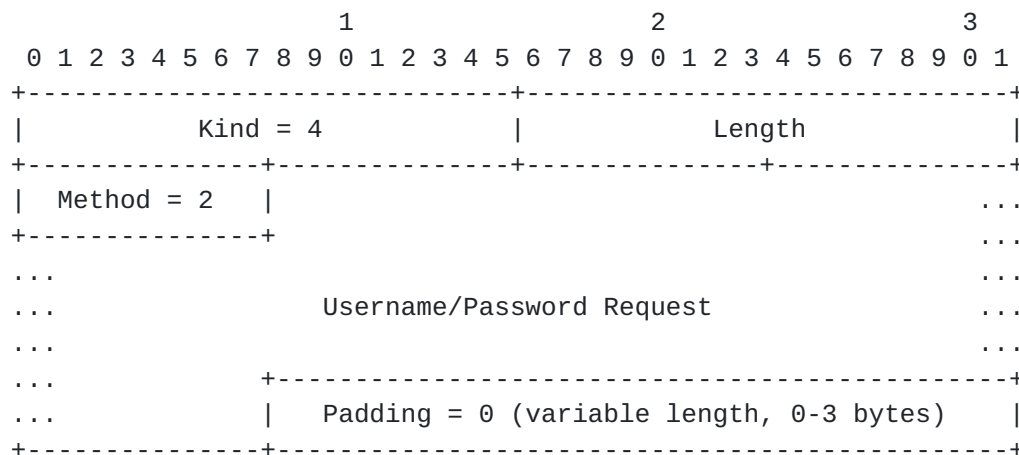 1                   2                   3
 0 1 2 3 4 5 6 7 8 9 0 1 2 3 4 5 6 7 8 9 0 1 2 3 4 5 6 7 8 9 0 1
+-------------------------------+-------------------------------+
|           Kind = 4            |            Length             |
+---------------+---------------+---------------+---------------+
|  Method = 2   |                                             ...
+---------------+                                             ...
...                                                           ...
...                 Username/Password Request                 ...
...                                                           ...
...             +-----------------------------------------------+
...             |   Padding = 0 (variable length, 0-3 bytes)    |
+---------------+-----------------------------------------------+